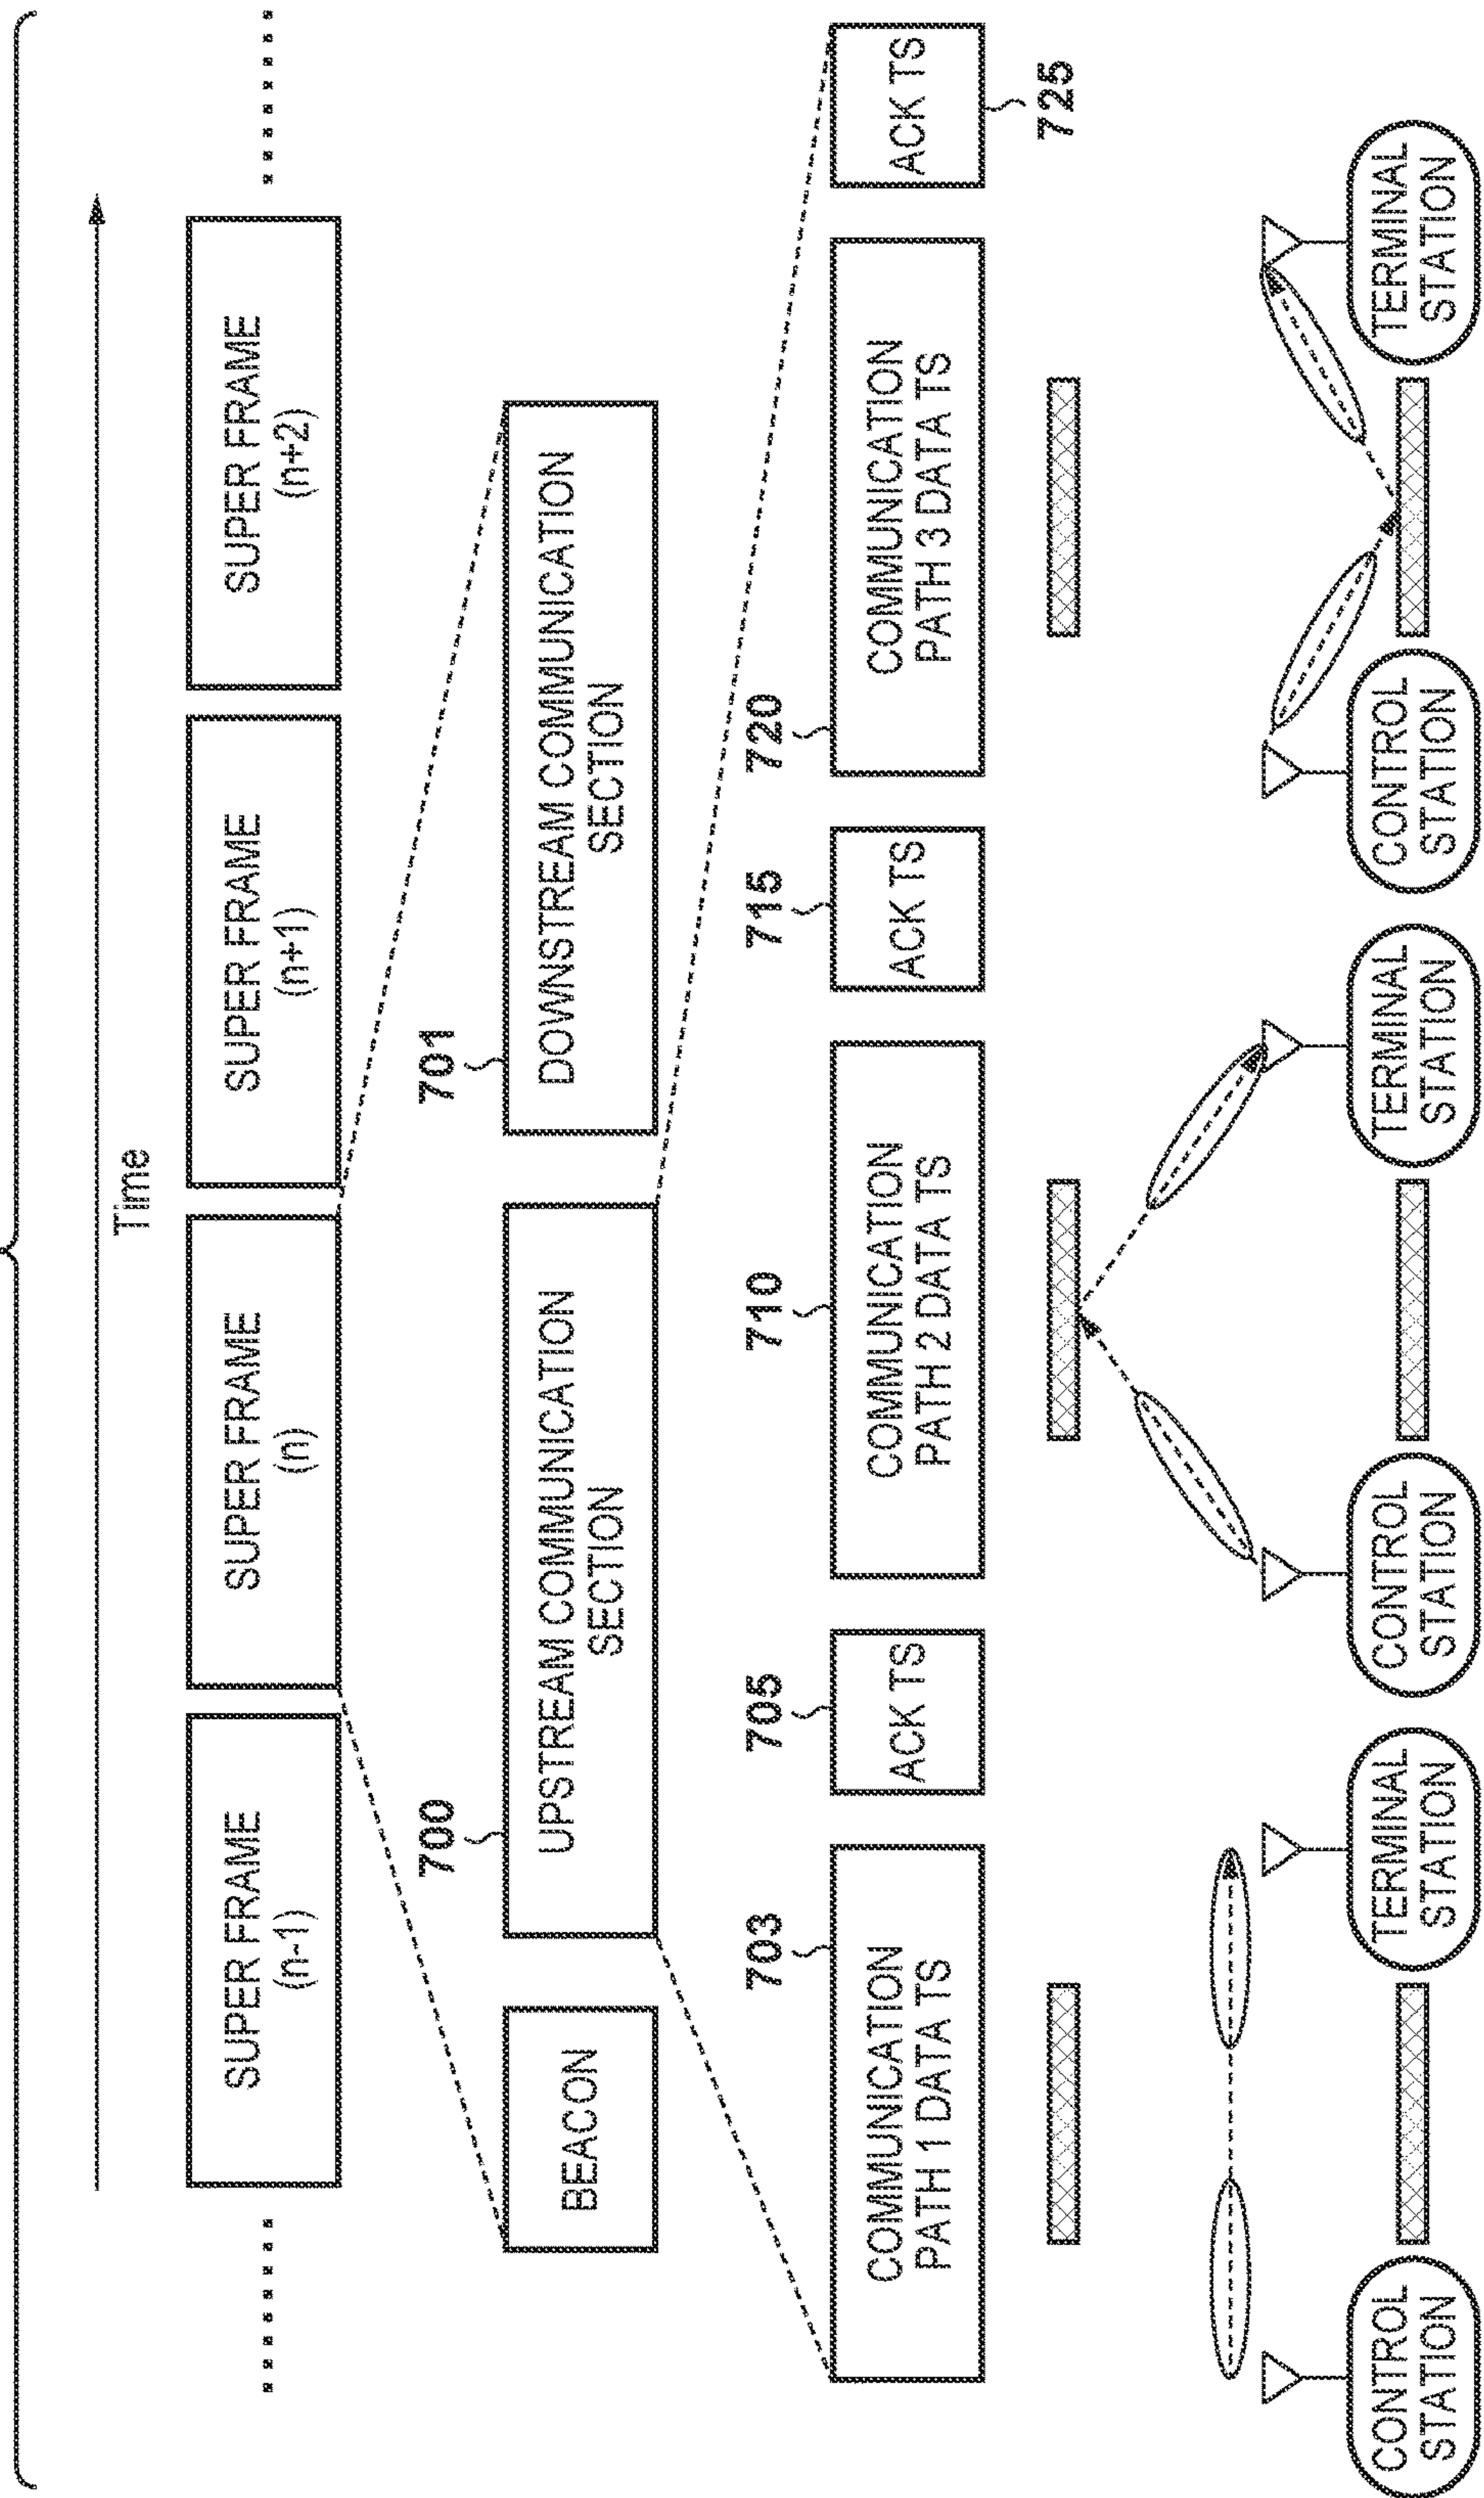 Time
SUPER FRAME
(n-1)
SUPER FRAME
(n)
SUPER FRAME
(n+1)
SUPER FRAME
(n+2)
700
701
BEACON
UPSTREAM COMMUNICATION
SECTION
DOWNSTREAM COMMUNICATION
SECTION
703
705
710
715
720
COMMUNICATION
PATH 1 DATA TS
ACK TS
COMMUNICATION
PATH 2 DATA TS
ACK TS
COMMUNICATION
PATH 3 DATA TS
ACK TS
725
CONTROL
STATION
TERMINAL
STATION
CONTROL
STATION
TERMINAL
STATION
CONTROL
STATION
TERMINAL
STATION